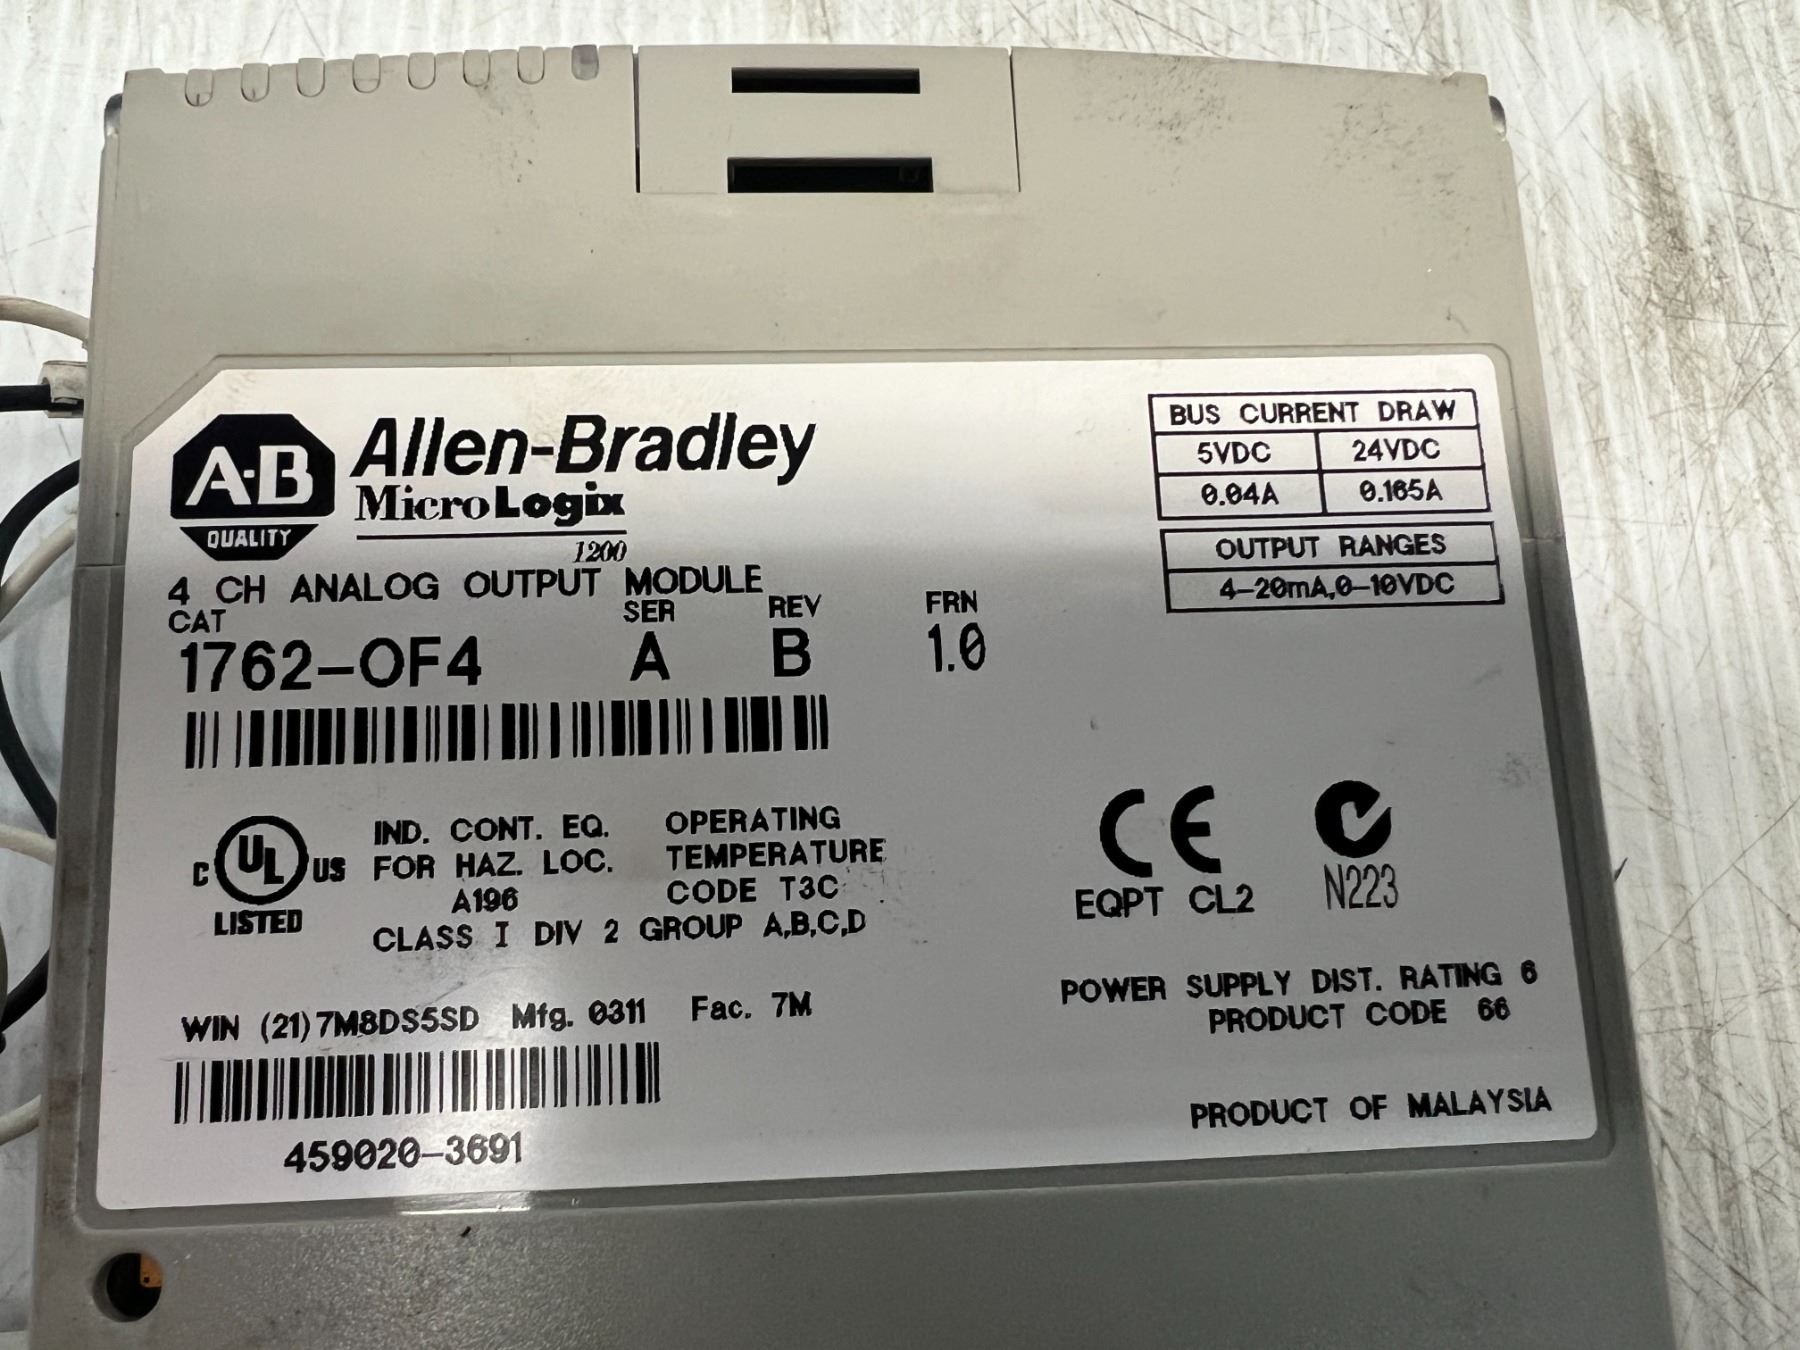 A-B
QUALITY
Allen-Bradley
MicroLogix
1200
4 CH ANALOG OUTPUT MODULE
CAT SER REV FRN
1762-OF4 A B 1.0
BUS CURRENT DRAW
5VDC 24VDC
0.04A 0.165A
OUTPUT RANGES
4-20mA,0-10VDC
C UL US
LISTED
IND. CONT. EQ.
FOR HAZ. LOC.
A196
OPERATING
TEMPERATURE
CODE T3C
CLASS I DIV 2 GROUP A,B,C,D
CE
EQPT CL2
N223
WIN (21)7M8DS5SD Mfg. 0311 Fac. 7M
459020-3691
POWER SUPPLY DIST. RATING 6
PRODUCT CODE 66
PRODUCT OF MALAYSIA